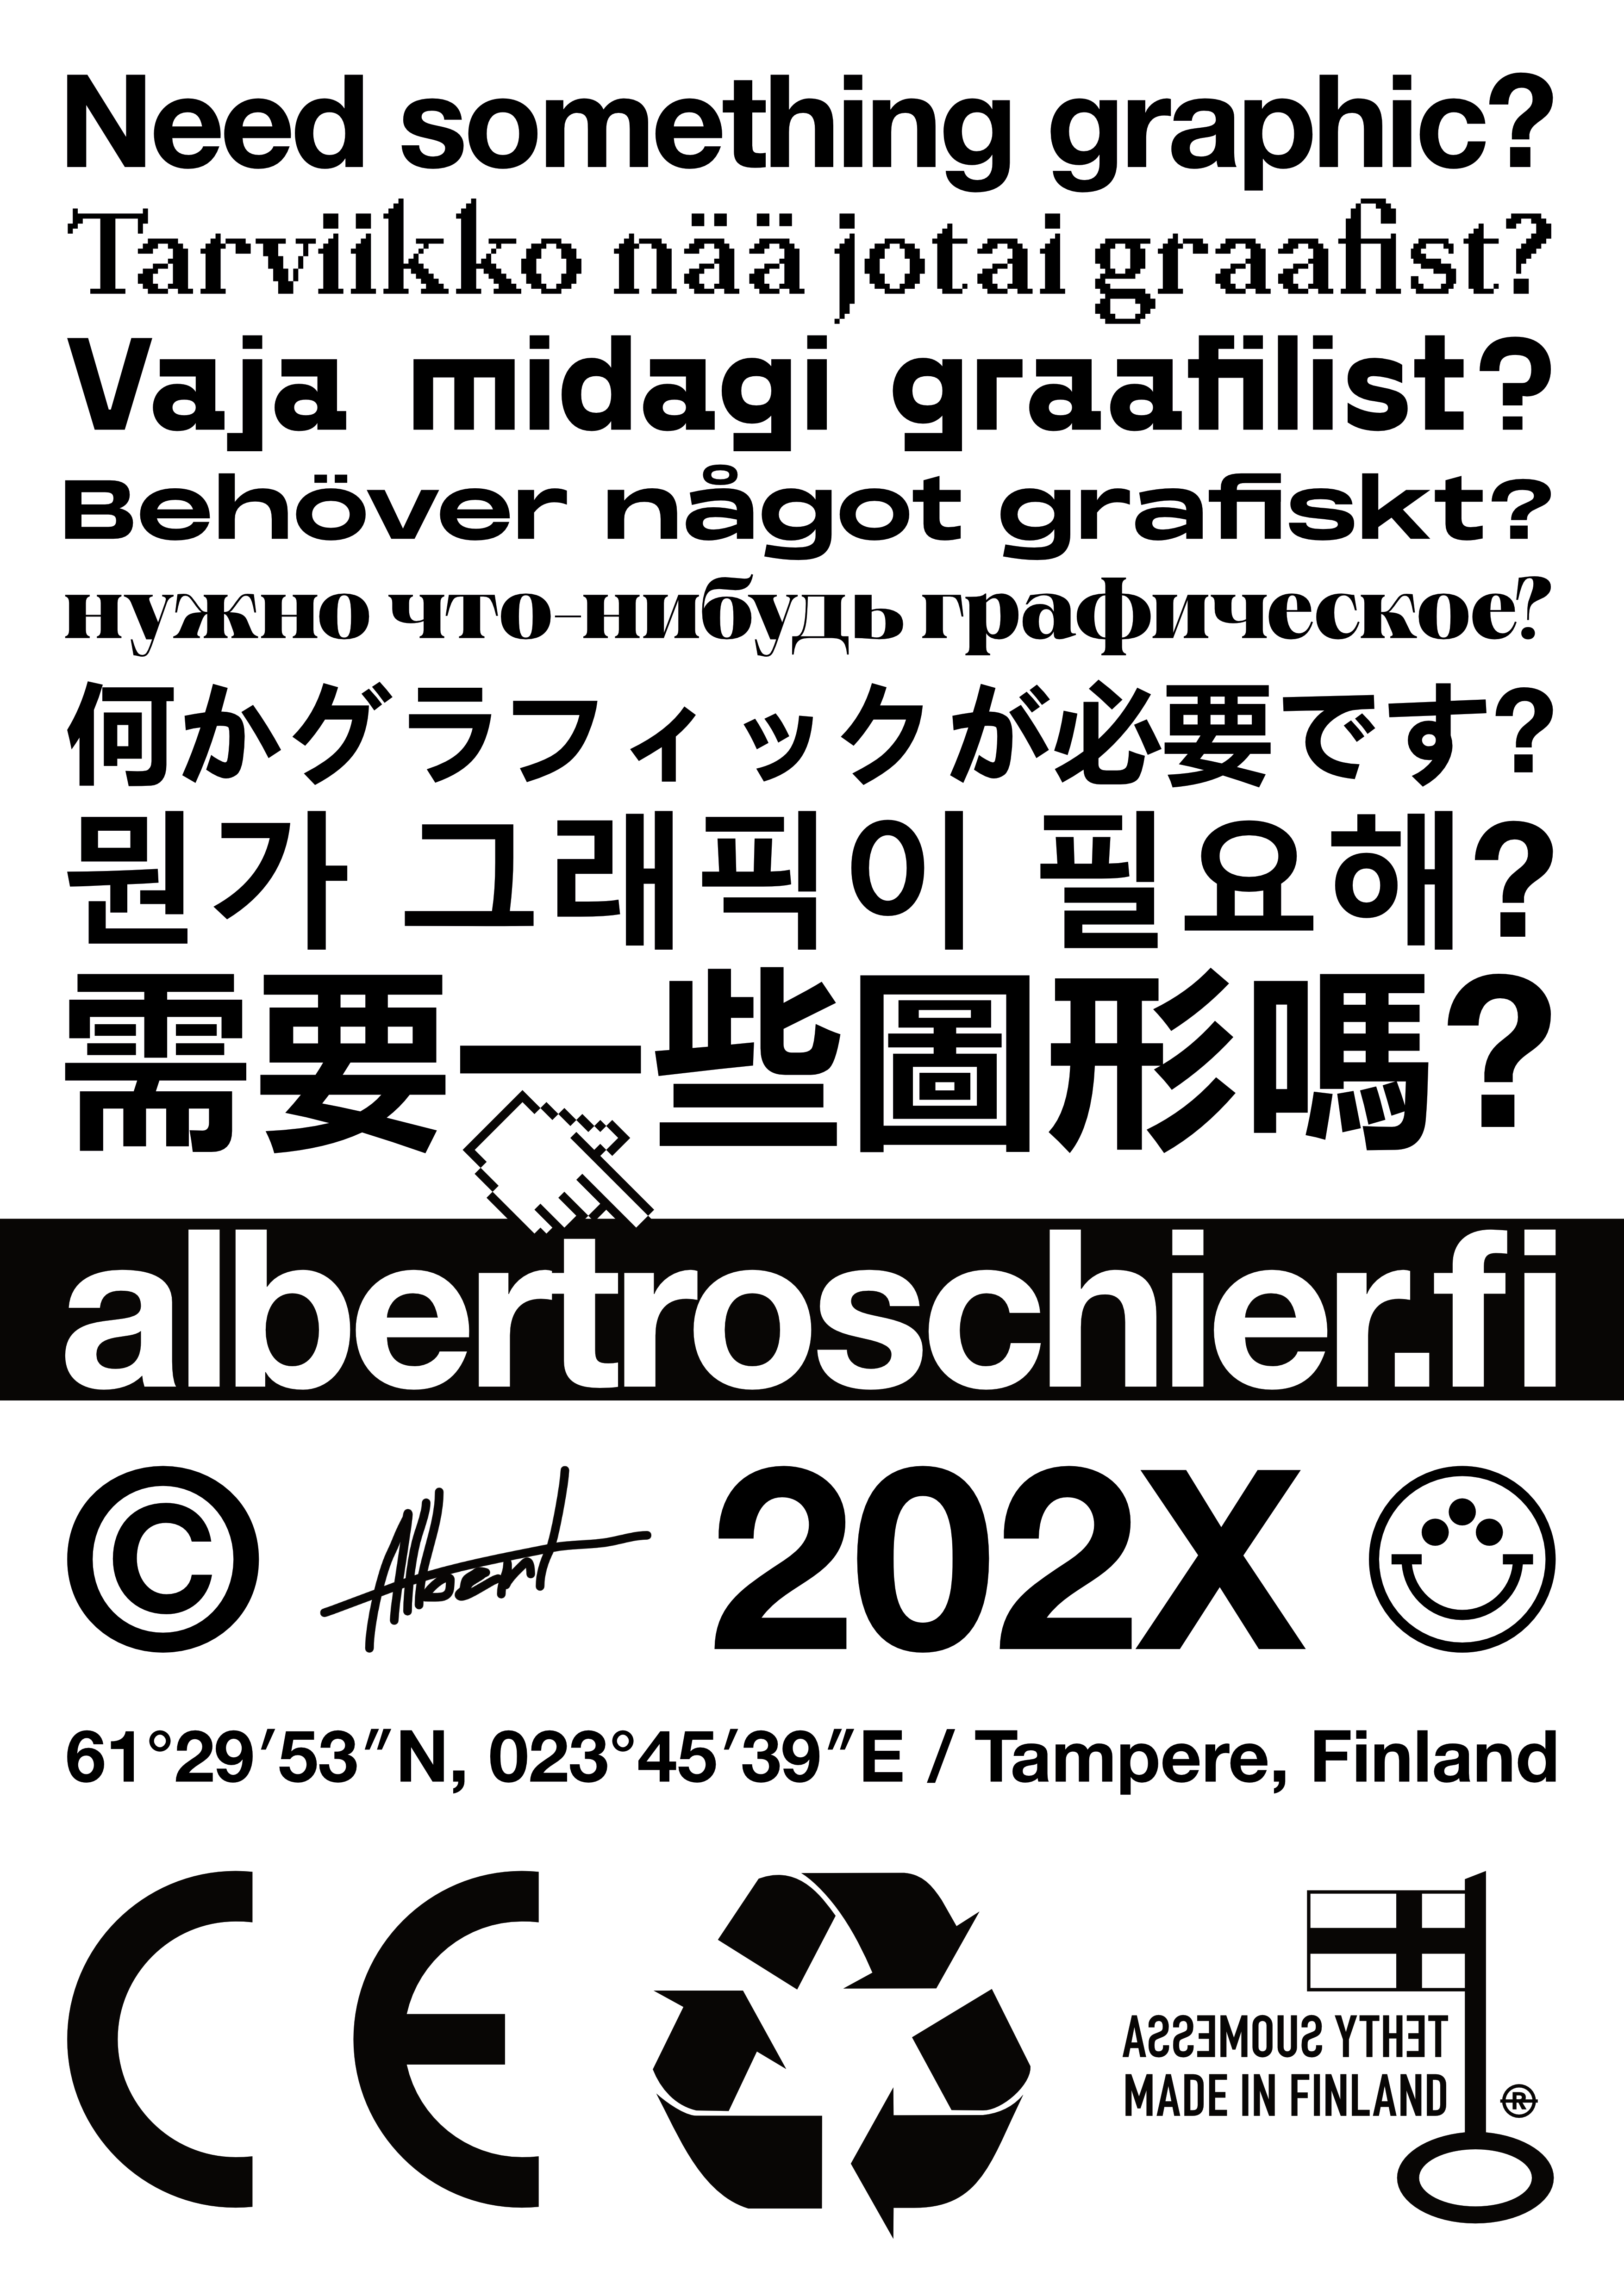 Need something graphic?
Tarviikko nää jotai graafist?
Vaja midagi graafilist?
Behöver något grafiskt?
нужно что-нибудь графическое?
何かグラフィックが必要です?
뭔가 그래픽이 필요해?
需要一些圖形嗎?
albertroschier.fi
© Albert 202X
61°29′53″N, 023°45′39″E / Tampere, Finland
CE
TEHTY SUOMESSA
MADE IN FINLAND ®